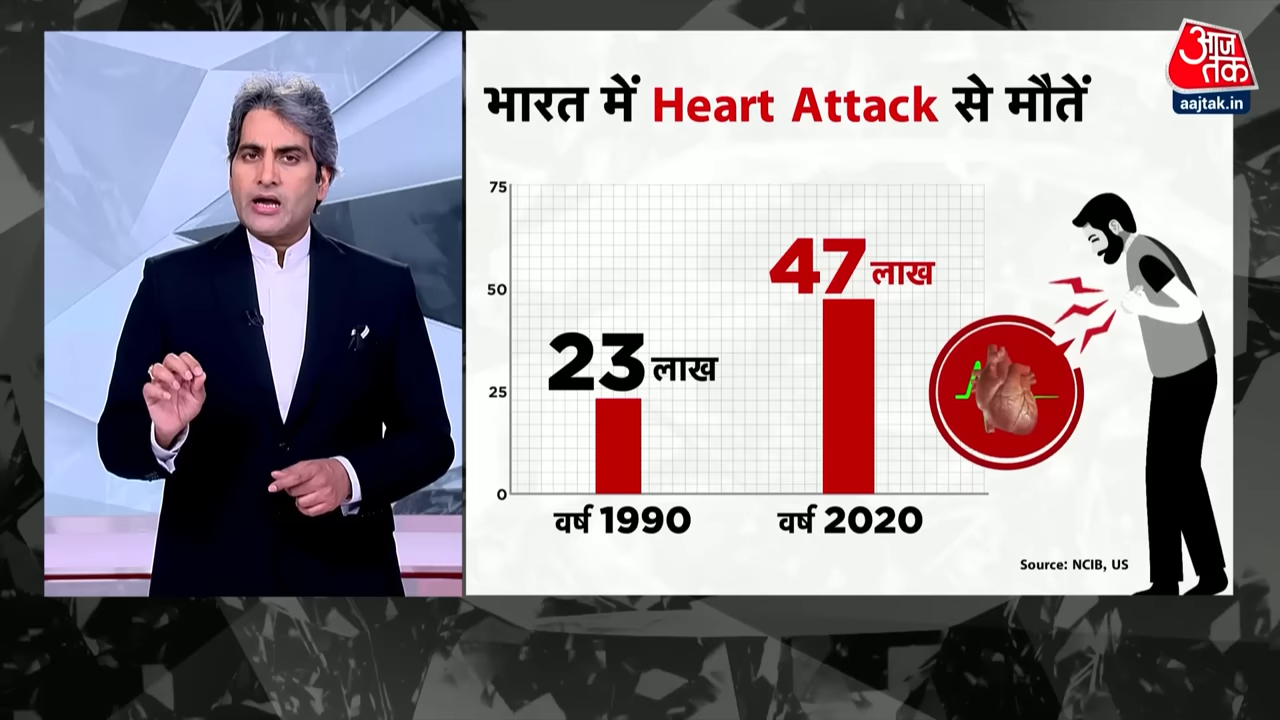 भारत में Heart Attack से मौतें
आज
तक
aajtak.in
75
50
25
0
23 लाख
47 लाख
वर्ष 1990
वर्ष 2020
Source: NCIB, US